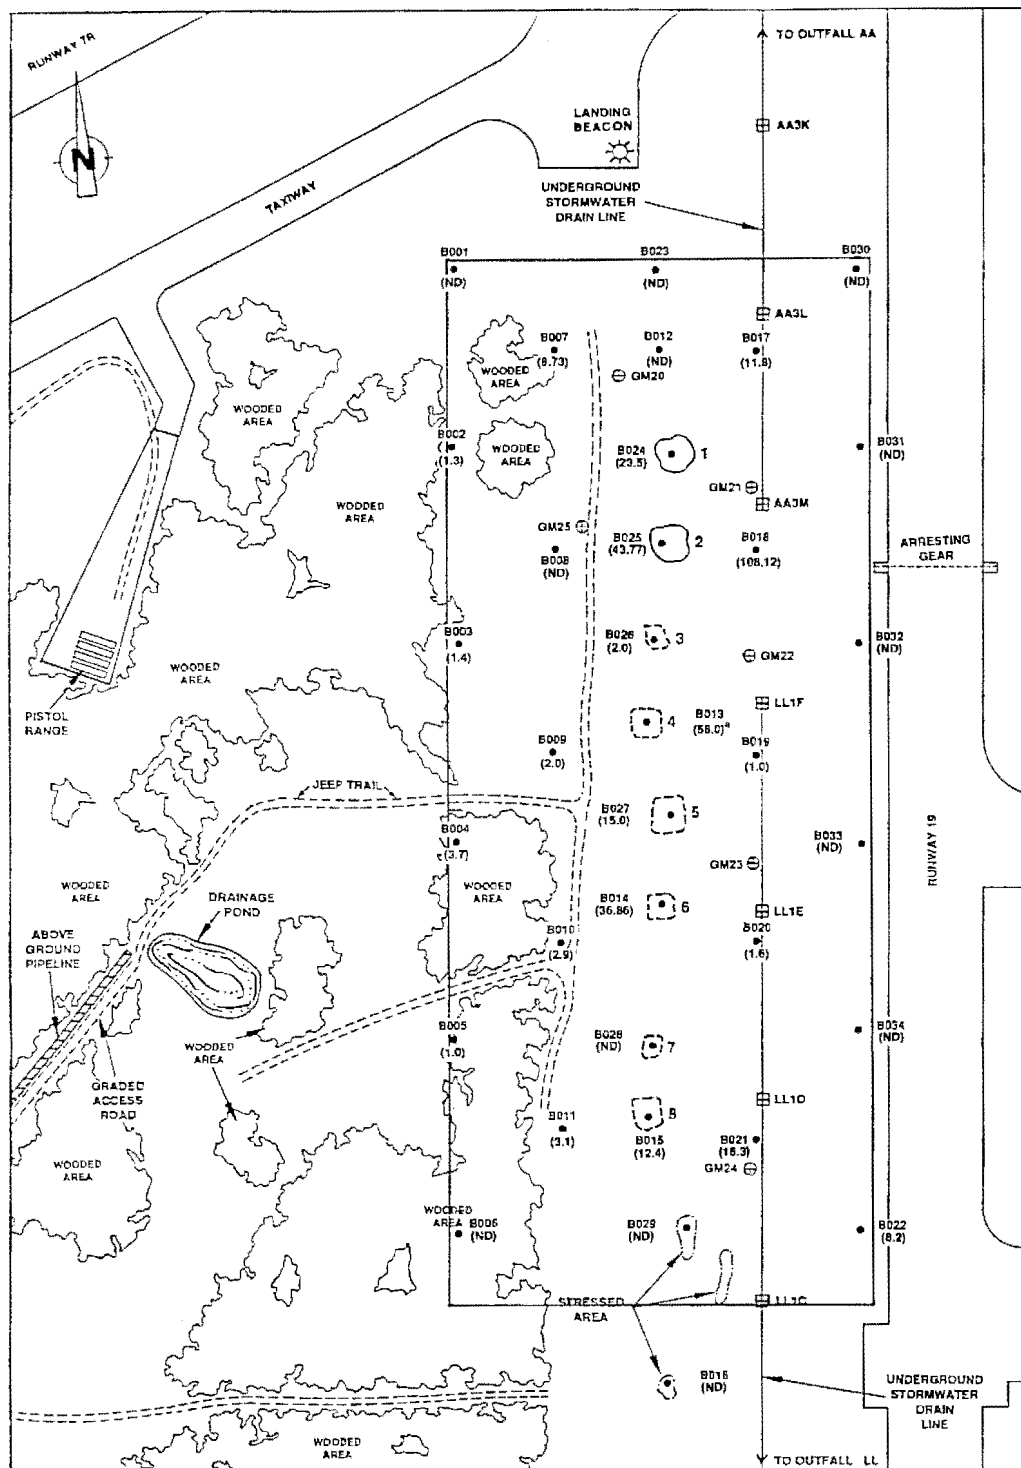 TO OUTFALL AA
RUNWAY 7R
LANDING
BEACON
AA3K
N
TAXIWAY
UNDERGROUND
STORMWATER
DRAIN LINE
B001
(ND)
B023
(ND)
B030
(ND)
AA3L
B007
(8.73)
B012
(ND)
B017
(11.8)
WOODED
AREA
GM20
WOODED
AREA
B002
(1.3)
WOODED
AREA
B024
(23.5)
1
B031
(ND)
WOODED
AREA
GM21
AA3M
GM25
B025
(43.77)
2
B008
(ND)
B018
(108.12)
ARRESTING
GEAR
B003
(1.4)
B026
(2.0)
3
B032
(ND)
GM22
WOODED
AREA
PISTOL
RANGE
LL1F
4
B013
(58.0)ª
B009
(2.0)
B019
(1.0)
JEEP TRAIL
B027
(15.0)
5
B004
(3.7)
B033
(ND)
RUNWAY 19
GM23
WOODED
AREA
DRAINAGE
POND
WOODED
AREA
B014
(36.86)
6
LL1E
ABOVE
GROUND
PIPELINE
B010
(2.9)
B020
(1.6)
B005
(1.0)
B028
(ND)
7
B034
(ND)
WOODED
AREA
GRADED
ACCESS
ROAD
LL1D
8
B011
(3.1)
B015
(12.4)
B021
(16.3)
GM24
WOODED
AREA
WOODED
AREA
B006
(ND)
B029
(ND)
B022
(8.2)
STRESSED
AREA
LL1C
B016
(ND)
UNDERGROUND
STORMWATER
DRAIN
LINE
WOODED
AREA
TO OUTFALL LL